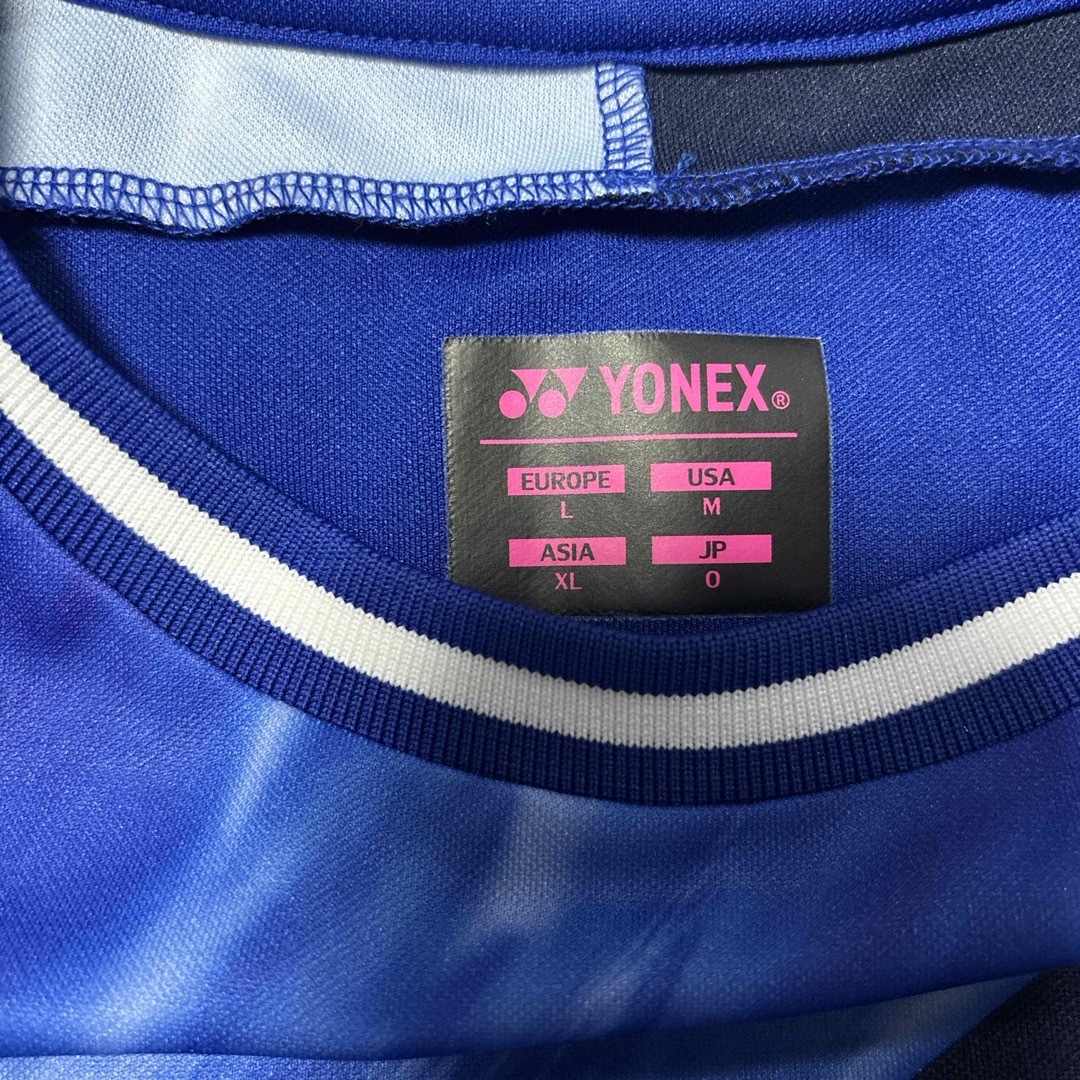 YONEX®
EUROPE USA
L M
ASIA JP
XL O